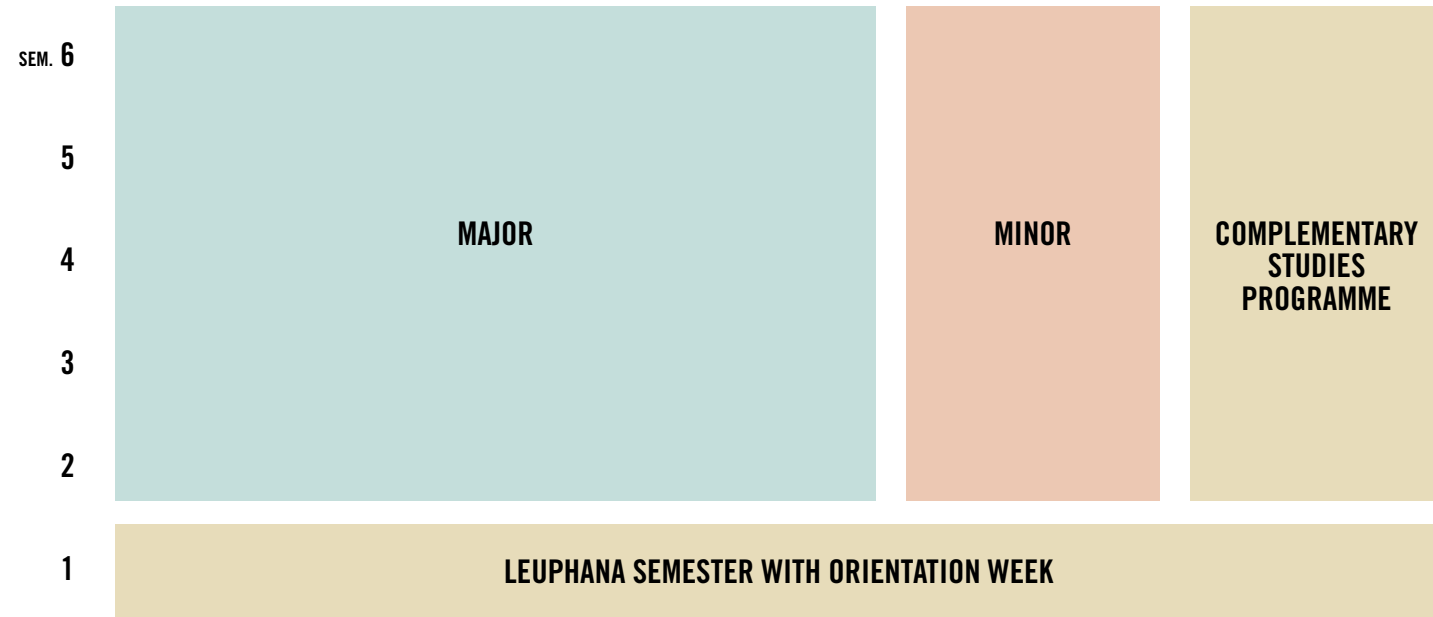 SEM. 6
5
MAJOR
MINOR
COMPLEMENTARY
STUDIES
PROGRAMME
4
3
2
1
LEUPHANA SEMESTER WITH ORIENTATION WEEK